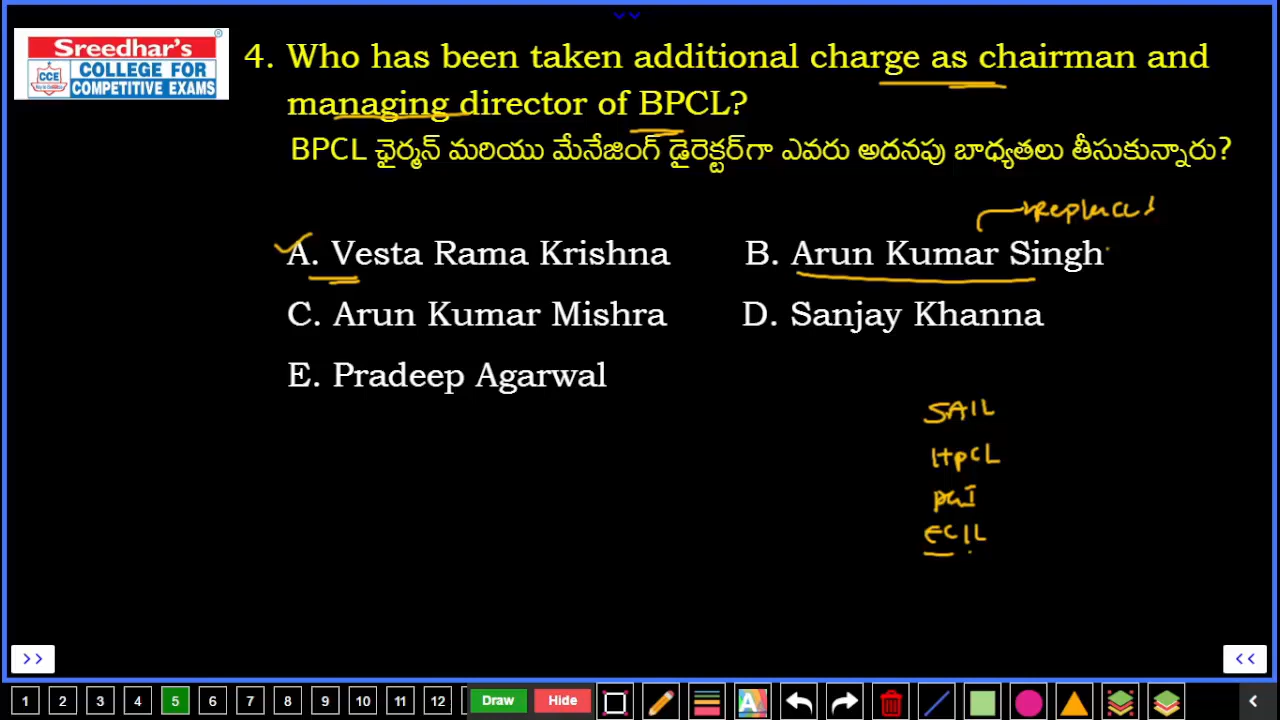 Sreedhar's
CCE
COLLEGE FOR
COMPETITIVE EXAMS
®
4. Who has been taken additional charge as chairman and
managing director of BPCL?
BPCL ఛైర్మన్ మరియు మేనేజింగ్ డైరెక్టర్‌గా ఎవరు అదనపు బాధ్యతలు తీసుకున్నారు?
A. Vesta Rama Krishna
B. Arun Kumar Singh
C. Arun Kumar Mishra
D. Sanjay Khanna
E. Pradeep Agarwal
SAIL
HPCL
ECIL
>>
<<
1 2 3 4 5 6 7 8 9 10 11 12 Draw Hide A <